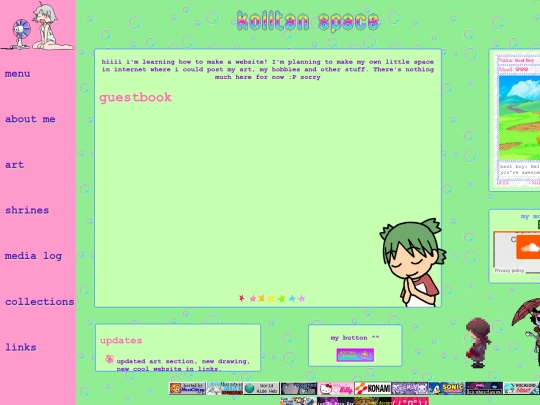 kolitan space
menu
about me
art
shrines
media log
collections
links
hiiii i'm learning how to make a website! I'm planning to make my own little space
in internet where i could post my art, my hobbies and other stuff. There's nothing
much here for now :P sorry
guestbook
updates
updated art section, new drawing,
new cool website in links.
my button ^^
Privacy policy
KONAMI
SONIC